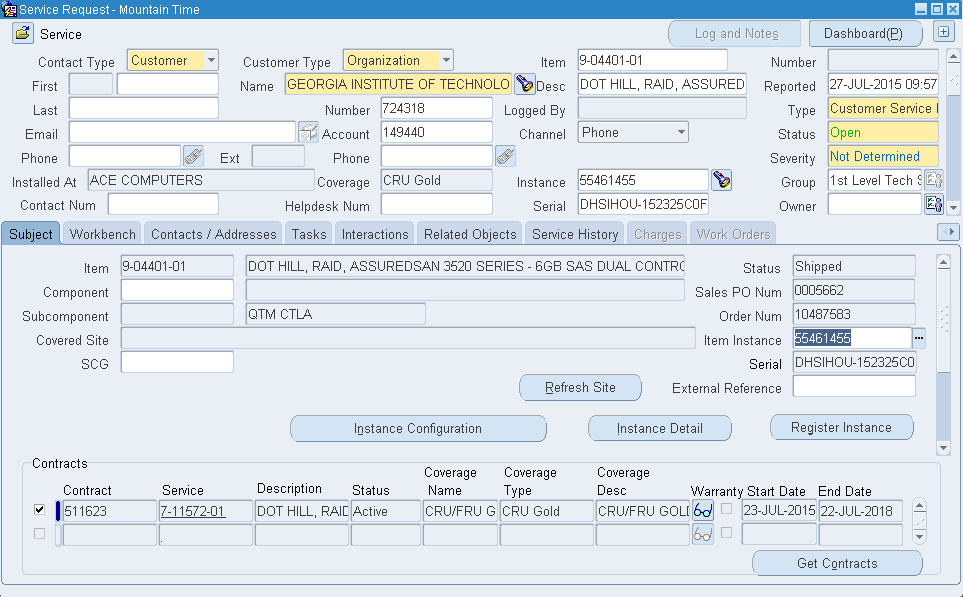 Service Request - Mountain Time
Service Log and Notes Dashboard(P)
Contact Type Customer Customer Type Organization Item 9-04401-01 Number
First Name GEORGIA INSTITUTE OF TECHNOLO Desc DOT HILL, RAID, ASSURED Reported 27-JUL-2015 09:57
Last Number 724318 Logged By Type Customer Service
Email Account 149440 Channel Phone Status Open
Phone Ext Phone Severity Not Determined
Installed At ACE COMPUTERS Coverage CRU Gold Instance 55461455 Group 1st Level Tech S
Contact Num Helpdesk Num Serial DHSIHOU-152325C0F Owner
Subject Workbench Contacts / Addresses Tasks Interactions Related Objects Service History Charges Work Orders
Item 9-04401-01 DOT HILL, RAID, ASSUREDSAN 3520 SERIES - 6GB SAS DUAL CONTRO Status Shipped
Component Sales PO Num 0005662
Subcomponent QTM CTLA Order Num 10487583
Covered Site Item Instance 55461455 ...
SCG Serial DHSIHOU-152325C0
Refresh Site External Reference
Instance Configuration Instance Detail Register Instance
Contracts
Coverage Coverage Coverage
Contract Service Description Status Name Type Desc Warranty Start Date End Date
511623 7-11572-01 DOT HILL, RAID Active CRU/FRU G CRU Gold CRU/FRU GOLD 23-JUL-2015 22-JUL-2018
.
Get Contracts